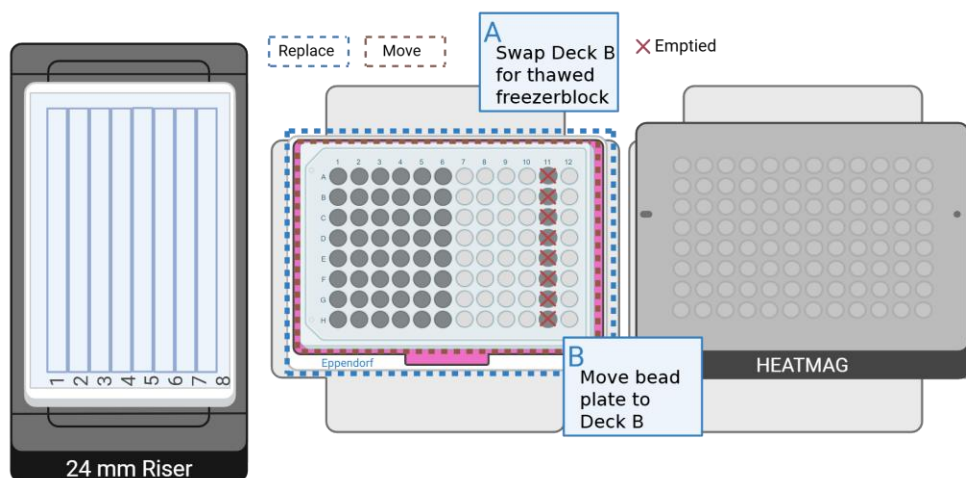 Replace
Move
A
Swap Deck B
for thawed
freezerblock
Emptied
1 2 3 4 5 6 7 8 9 10 11 12
A
B
C
D
E
F
G
H
Eppendorf
B
Move bead
plate to
Deck B
HEATMAG
1 2 3 4 5 6 7 8
24 mm Riser